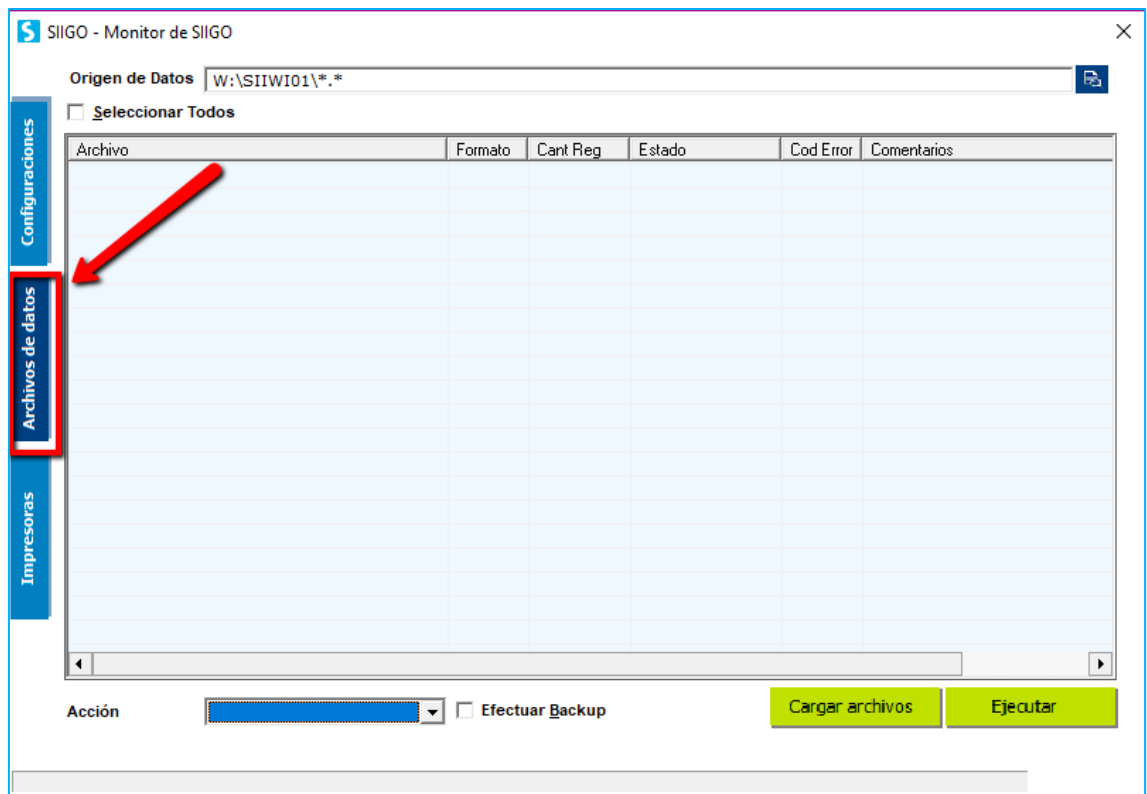 SIIGO - Monitor de SIIGO
Origen de Datos W:\SIIWI01\*.*
Seleccionar Todos
Archivo Formato Cant Reg Estado Cod Error Comentarios
Configuraciones
Archivos de datos
Impresoras
Acción Efectuar Backup Cargar archivos Ejecutar